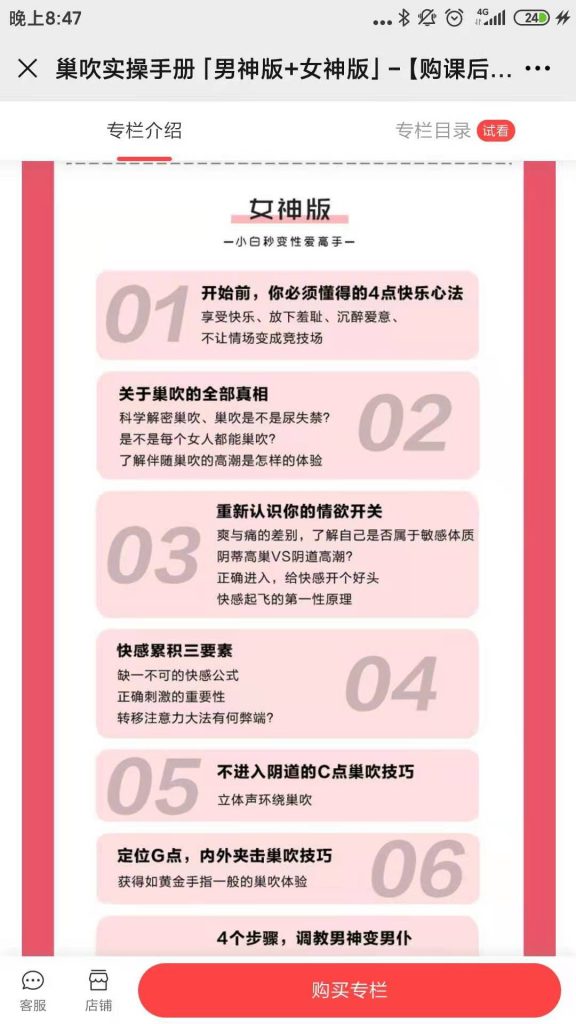 晚上8:47
4G
24
巢吹实操手册「男神版+女神版」-【购课后...
专栏介绍
专栏目录 试看
女神版
—小白秒变性爱高手—
01
开始前，你必须懂得的4点快乐心法
享受快乐、放下羞耻、沉醉爱意、
不让情场变成竞技场
关于巢吹的全部真相
科学解密巢吹、巢吹是不是尿失禁?
是不是每个女人都能巢吹?
了解伴随巢吹的高潮是怎样的体验
02
重新认识你的情欲开关
03
爽与痛的差别，了解自己是否属于敏感体质
阴蒂高巢VS阴道高潮?
正确进入，给快感开个好头
快感起飞的第一性原理
快感累积三要素
缺一不可的快感公式
正确刺激的重要性
转移注意力大法有何弊端?
04
05
不进入阴道的C点巢吹技巧
立体声环绕巢吹
定位G点，内外夹击巢吹技巧
获得如黄金手指一般的巢吹体验
06
4个步骤，调教男神变男仆
客服
店铺
购买专栏